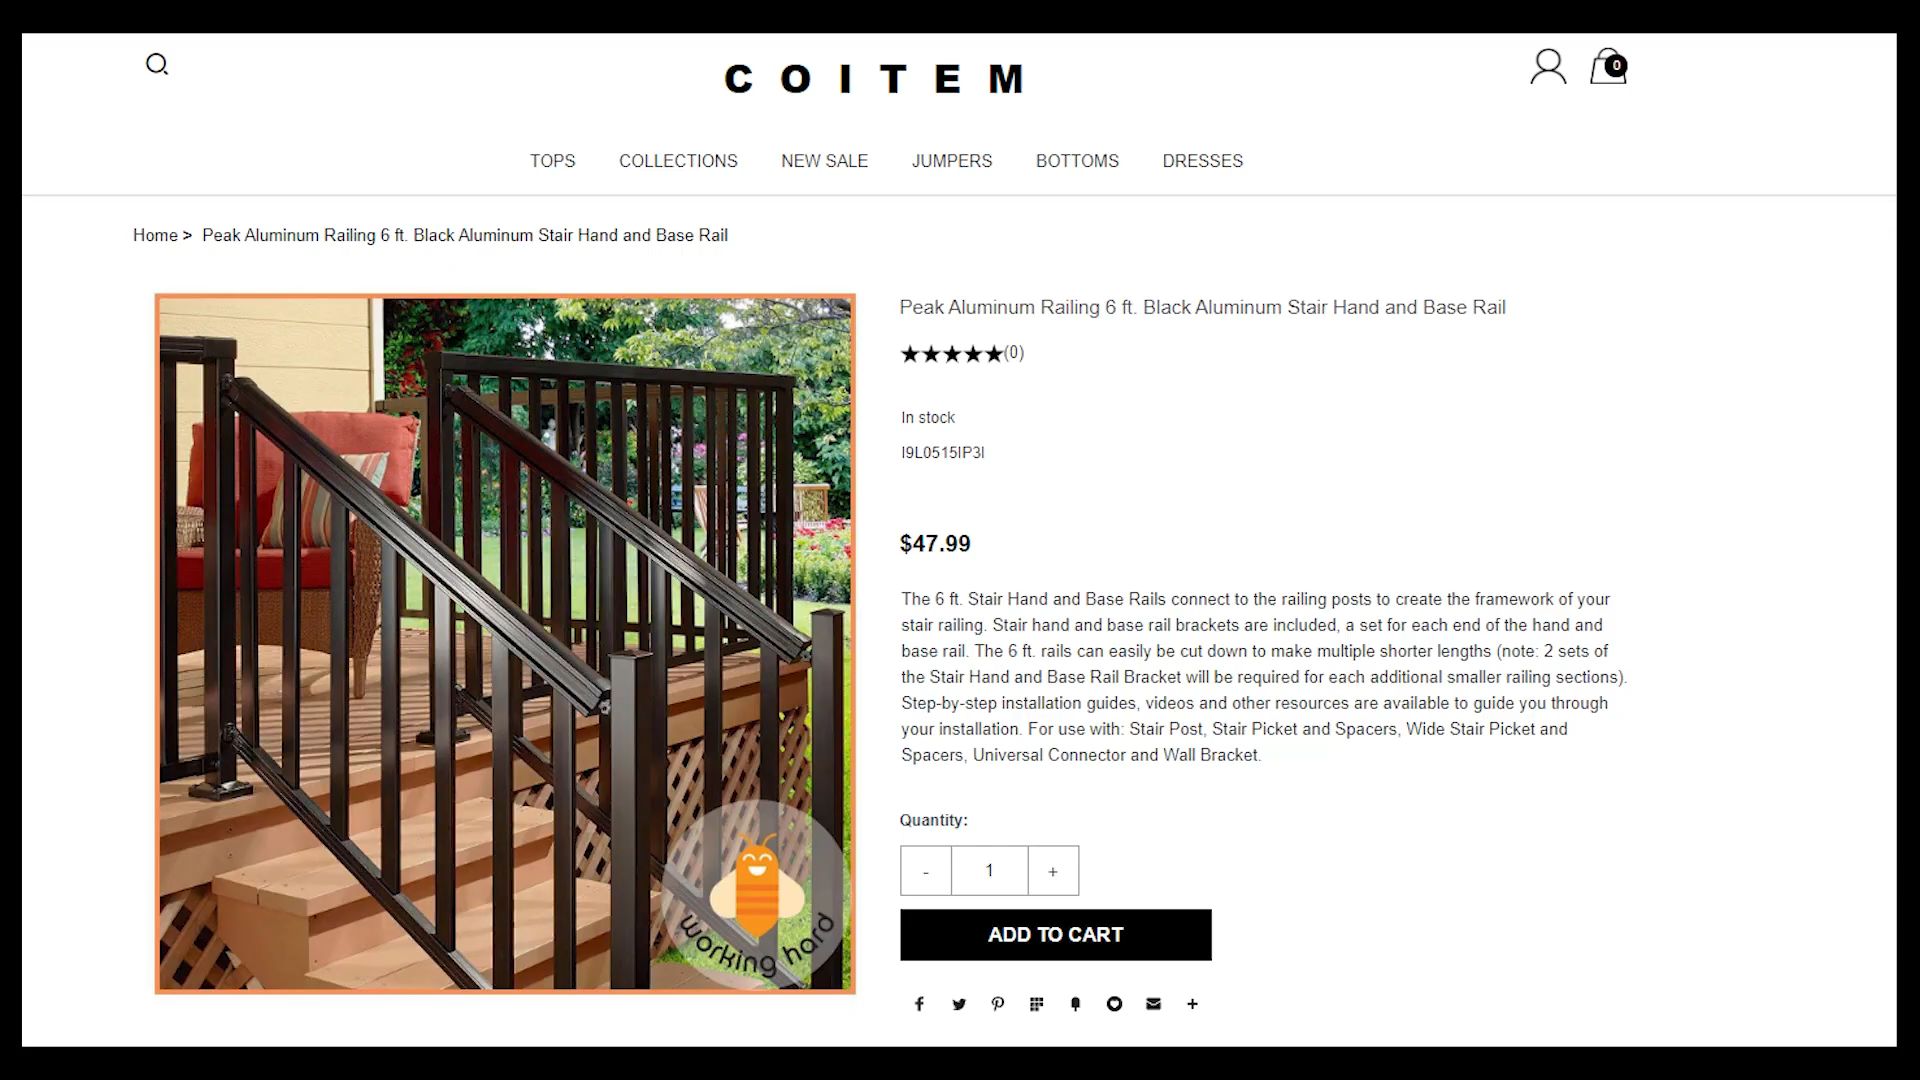 COITEM
0
TOPS COLLECTIONS NEW SALE JUMPERS BOTTOMS DRESSES
Home > Peak Aluminum Railing 6 ft. Black Aluminum Stair Hand and Base Rail
Peak Aluminum Railing 6 ft. Black Aluminum Stair Hand and Base Rail
★★★★★(0)
In stock
I9L0515IP3I
$47.99
The 6 ft. Stair Hand and Base Rails connect to the railing posts to create the framework of your
stair railing. Stair hand and base rail brackets are included, a set for each end of the hand and
base rail. The 6 ft. rails can easily be cut down to make multiple shorter lengths (note: 2 sets of
the Stair Hand and Base Rail Bracket will be required for each additional smaller railing sections).
Step-by-step installation guides, videos and other resources are available to guide you through
your installation. For use with: Stair Post, Stair Picket and Spacers, Wide Stair Picket and
Spacers, Universal Connector and Wall Bracket.
Quantity:
- 1 +
ADD TO CART
working hard